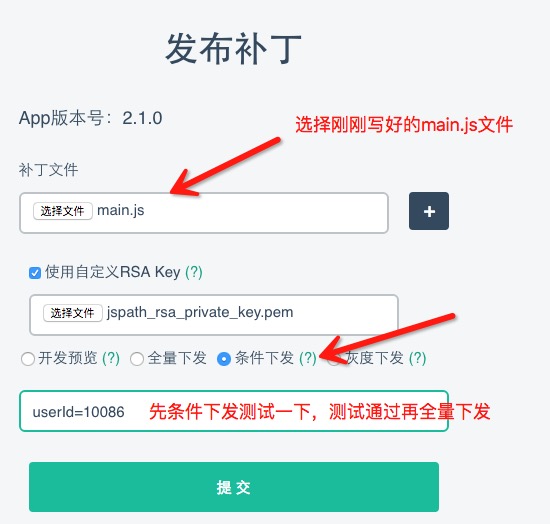 发布补丁
App版本号：2.1.0
选择刚刚写好的main.js文件
补丁文件
选择文件 main.js
+
使用自定义RSA Key (?)
选择文件 jspath_rsa_private_key.pem
开发预览 (?) 全量下发 条件下发 (?) 灰度下发 (?)
userId=10086 先条件下发测试一下，测试通过再全量下发
提交